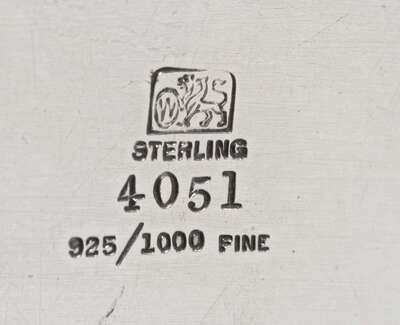 W
STERLING
4051
925/1000 FINE